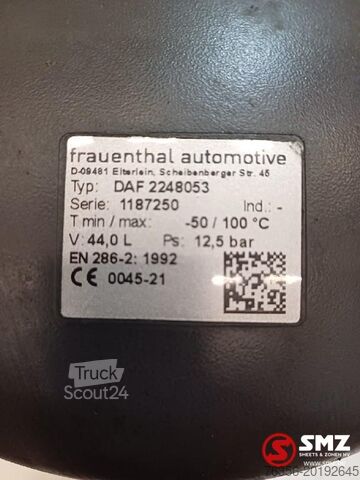 frauenthal automotive
D-09481 Elterlein, Scheibenberger Str. 45
Typ: DAF 2248053
Serie: 1187250 Ind.: -
T min / max: -50 / 100 °C
V: 44,0 L Ps: 12,5 bar
EN 286-2: 1992
CE 0045-21
Truck
Scout24
SMZ
SHEETS & ZONEN NV
76356-20192645